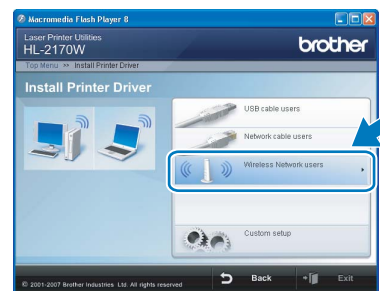 Macromedia Flash Player 8
Laser Printer Utilities
HL-2170W
brother
Top Menu >> Install Printer Driver
Install Printer Driver
USB cable users
Network cable users
Wireless Network users
Custom setup
© 2001-2007 Brother Industries Ltd. All rights reserved
Back
Exit